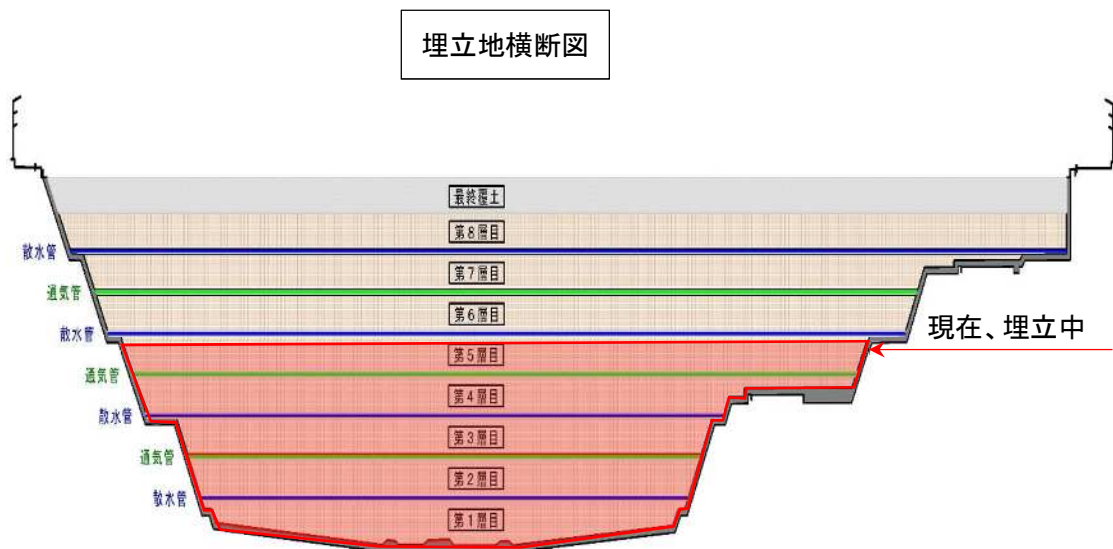 埋立地横断図
最終覆土
第8層目
散水管
第7層目
通気管
第6層目
散水管
現在、埋立中
第5層目
通気管
第4層目
散水管
第3層目
通気管
第2層目
散水管
第1層目